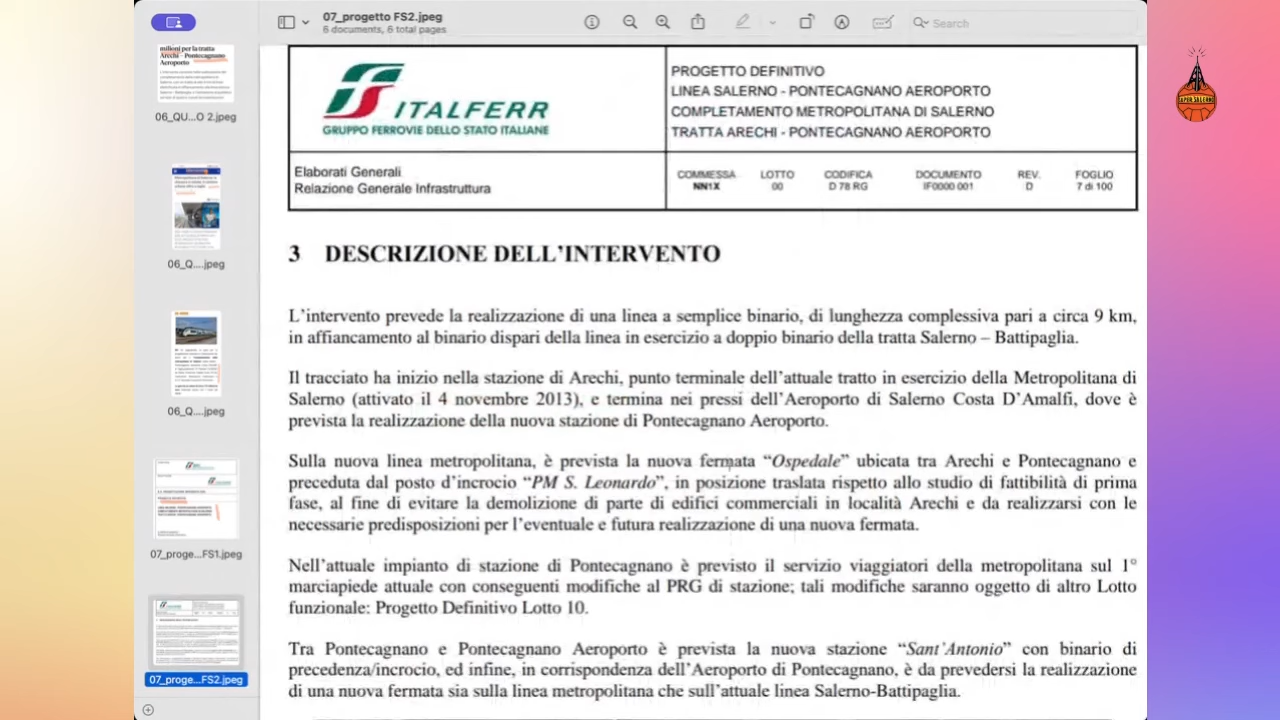 07_progetto FS2.jpeg
6 documents, 6 total pages
Search
milioni per la tratta
Arechi - Pontecagnano
Aeroporto
06_QU...O 2.jpeg
06_Q....jpeg
06_Q....jpeg
07_proge...FS1.jpeg
07_proge...FS2.jpeg
SUPER SALERNO
ITALFERR
GRUPPO FERROVIE DELLO STATO ITALIANE
PROGETTO DEFINITIVO
LINEA SALERNO - PONTECAGNANO AEROPORTO
COMPLETAMENTO METROPOLITANA DI SALERNO
TRATTA ARECHI - PONTECAGNANO AEROPORTO
Elaborati Generali
Relazione Generale Infrastruttura
COMMESSA LOTTO CODIFICA DOCUMENTO REV. FOGLIO
NN1X 00 D 78 RG IF0000 001 D 7 di 100
3 DESCRIZIONE DELL'INTERVENTO
L'intervento prevede la realizzazione di una linea a semplice binario, di lunghezza complessiva pari a circa 9 km,
in affiancamento al binario dispari della linea in esercizio a doppio binario della trata Salerno – Battipaglia.
Il tracciato ha inizio nella stazione di Arechi, punto terminale dell'attuale tratto in esercizio della Metropolitana di
Salerno (attivato il 4 novembre 2013), e termina nei pressi dell'Aeroporto di Salerno Costa D'Amalfi, dove è
prevista la realizzazione della nuova stazione di Pontecagnano Aeroporto.
Sulla nuova linea metropolitana, è prevista la nuova fermata “Ospedale” ubicata tra Arechi e Pontecagnano e
preceduta dal posto d'incrocio “PM S. Leonardo”, in posizione traslata rispetto allo studio di fattibilità di prima
fase, al fine di evitare la demolizione di parte di edifici commerciali in località Arechi e da realizzarsi con le
necessarie predisposizioni per l'eventuale e futura realizzazione di una nuova fermata.
Nell'attuale impianto di stazione di Pontecagnano è previsto il servizio viaggiatori della metropolitana sul 1°
marciapiede attuale con conseguenti modifiche al PRG di stazione; tali modifiche saranno oggetto di altro Lotto
funzionale: Progetto Definitivo Lotto 10.
Tra Pontecagnano e Pontecagnano Aeroporto è prevista la nuova stazione “Sant'Antonio” con binario di
precedenza/incrocio, ed infine, in corrispondenza dell'Aeroporto di Pontecagnano, è da prevedersi la realizzazione
di una nuova fermata sia sulla linea metropolitana che sull'attuale linea Salerno-Battipaglia.